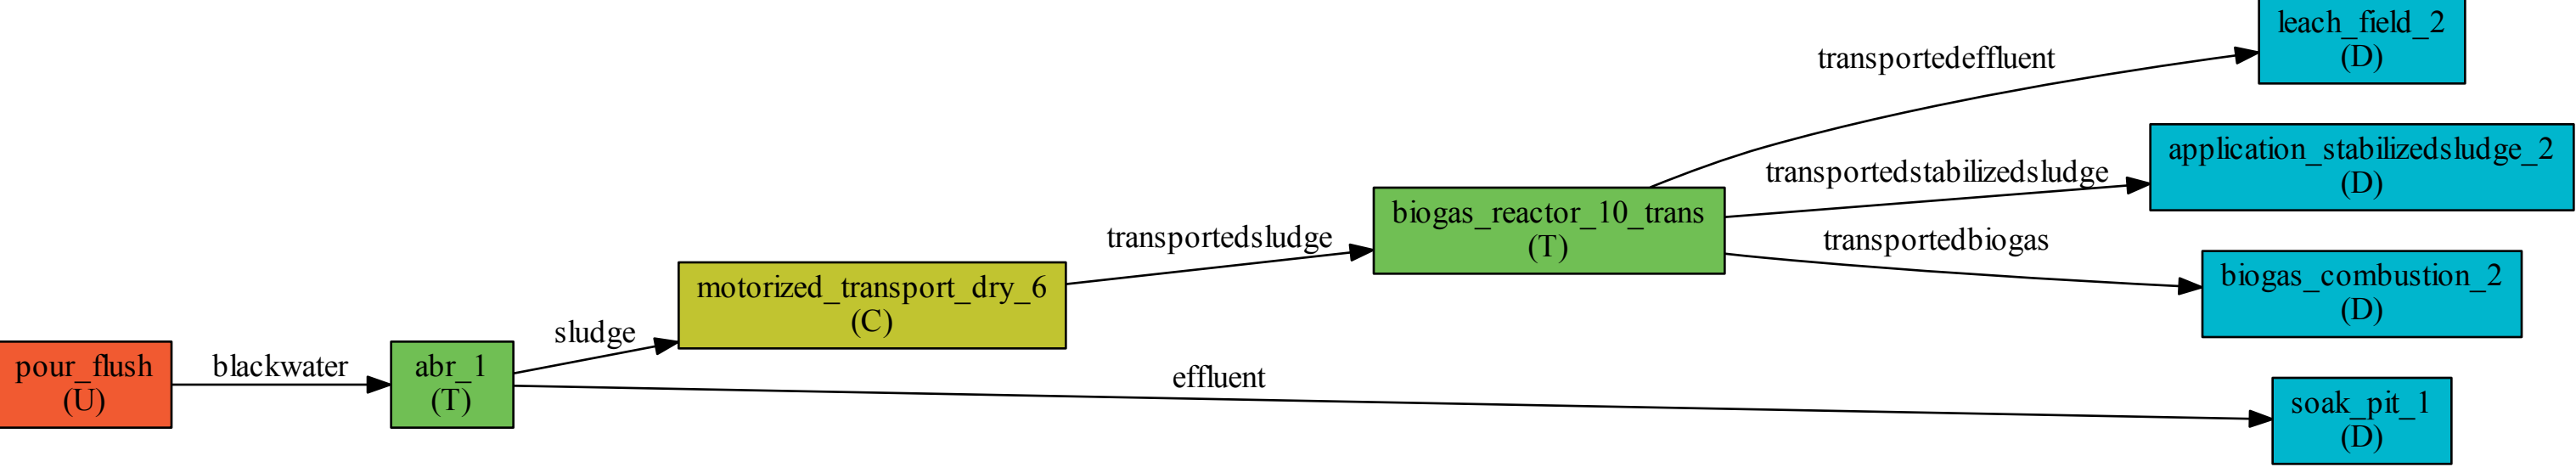 pour_flush
(U)
blackwater
abr_1
(T)
sludge
motorized_transport_dry_6
(C)
transportedsludge
effluent
biogas_reactor_10_trans
(T)
transportedeffluent
transportedstabilizedsludge
transportedbiogas
leach_field_2
(D)
application_stabilizedsludge_2
(D)
biogas_combustion_2
(D)
soak_pit_1
(D)